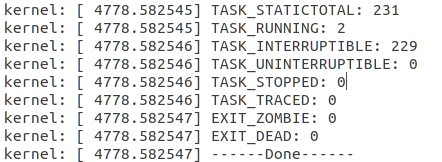 kernel: [ 4778.582545] TASK_STATICTOTAL: 231
kernel: [ 4778.582545] TASK_RUNNING: 2
kernel: [ 4778.582546] TASK_INTERRUPTIBLE: 229
kernel: [ 4778.582546] TASK_UNINTERRUPTIBLE: 0
kernel: [ 4778.582546] TASK_STOPPED: 0
kernel: [ 4778.582546] TASK_TRACED: 0
kernel: [ 4778.582547] EXIT_ZOMBIE: 0
kernel: [ 4778.582547] EXIT_DEAD: 0
kernel: [ 4778.582547] ------Done------